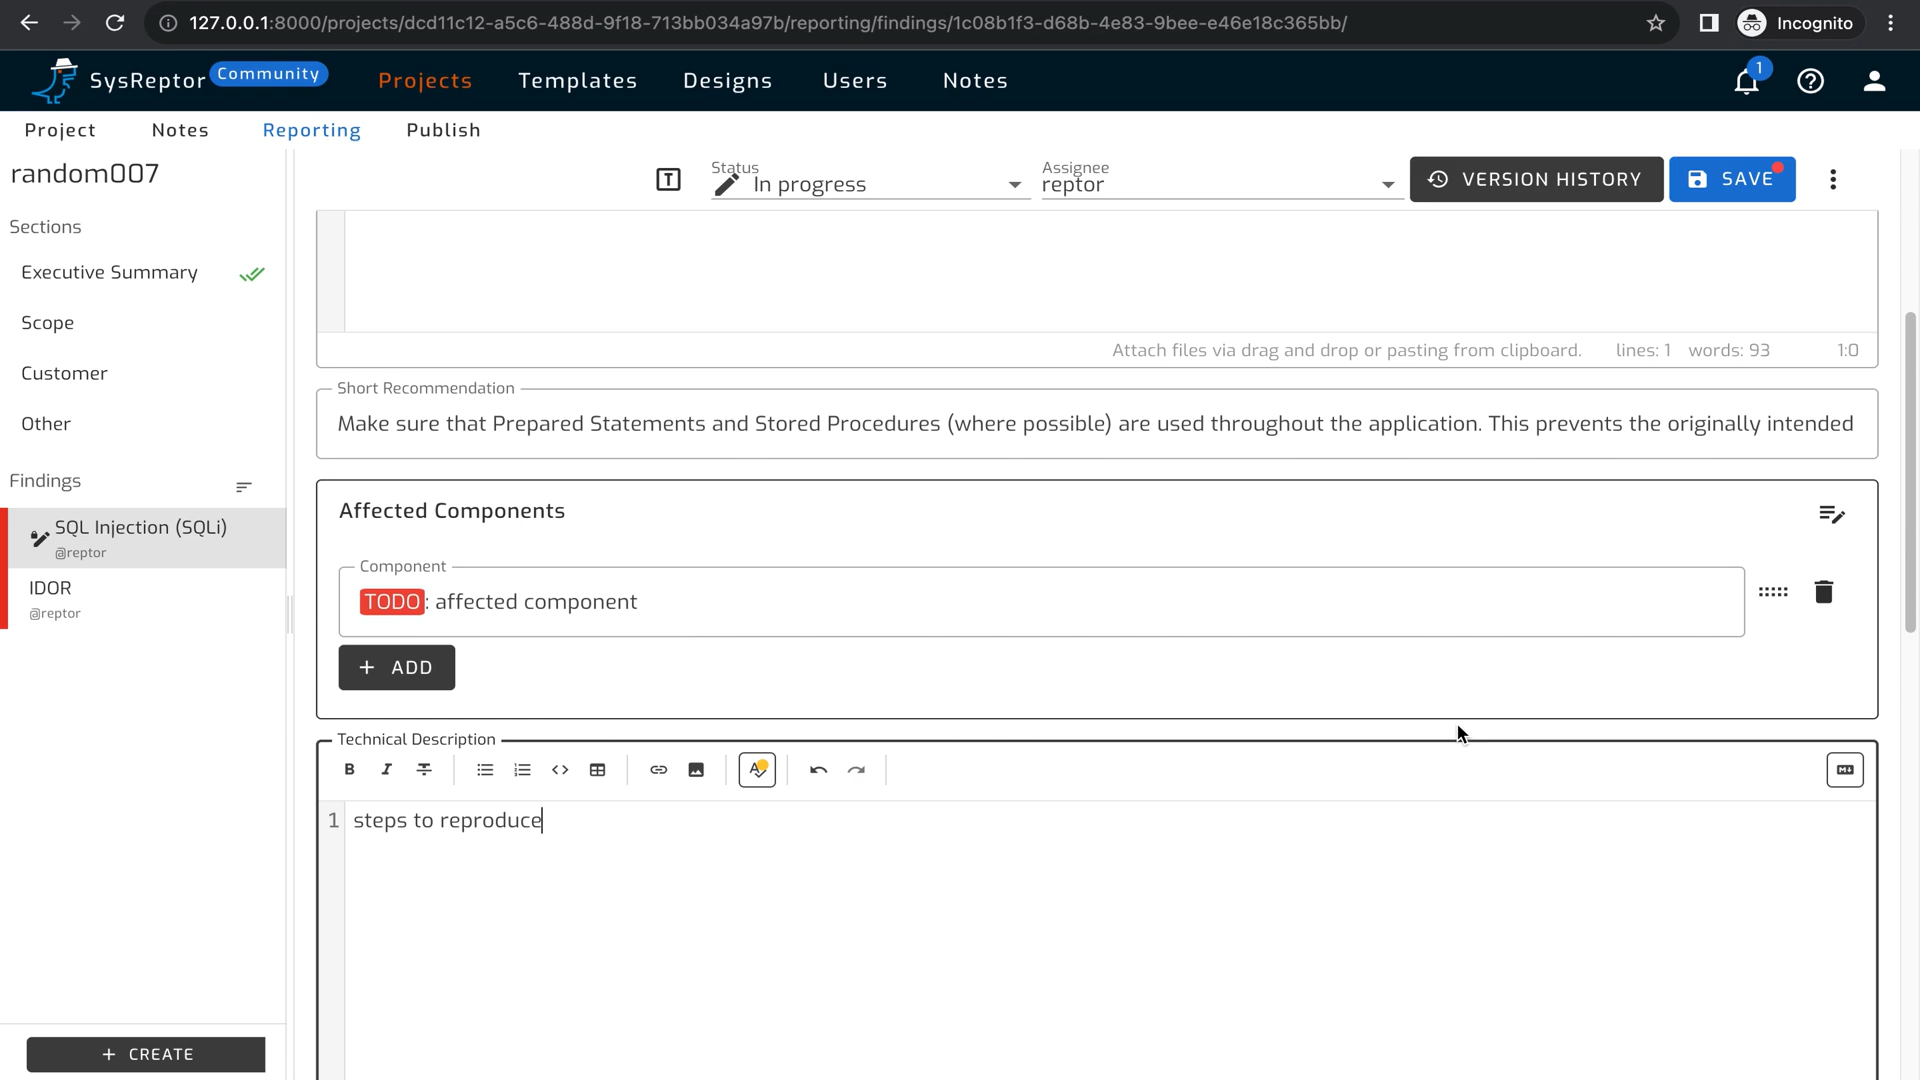 127.0.0.1:8000/projects/dcd11c12-a5c6-488d-9f18-713bb034a97b/reporting/findings/1c08b1f3-d68b-4e83-9bee-e46e18c365bb/
Incognito
SysReptor Community
Projects Templates Designs Users Notes
1
Project Notes Reporting Publish
random007
Sections
Executive Summary
Scope
Customer
Other
Findings
SQL Injection (SQLi)
@reptor
IDOR
@reptor
+ CREATE
T
Status
In progress
Assignee
reptor
VERSION HISTORY
SAVE
Attach files via drag and drop or pasting from clipboard. lines: 1 words: 93 1:0
Short Recommendation
Make sure that Prepared Statements and Stored Procedures (where possible) are used throughout the application. This prevents the originally intended
Affected Components
Component
TODO: affected component
+ ADD
Technical Description
B I S
1 steps to reproduce